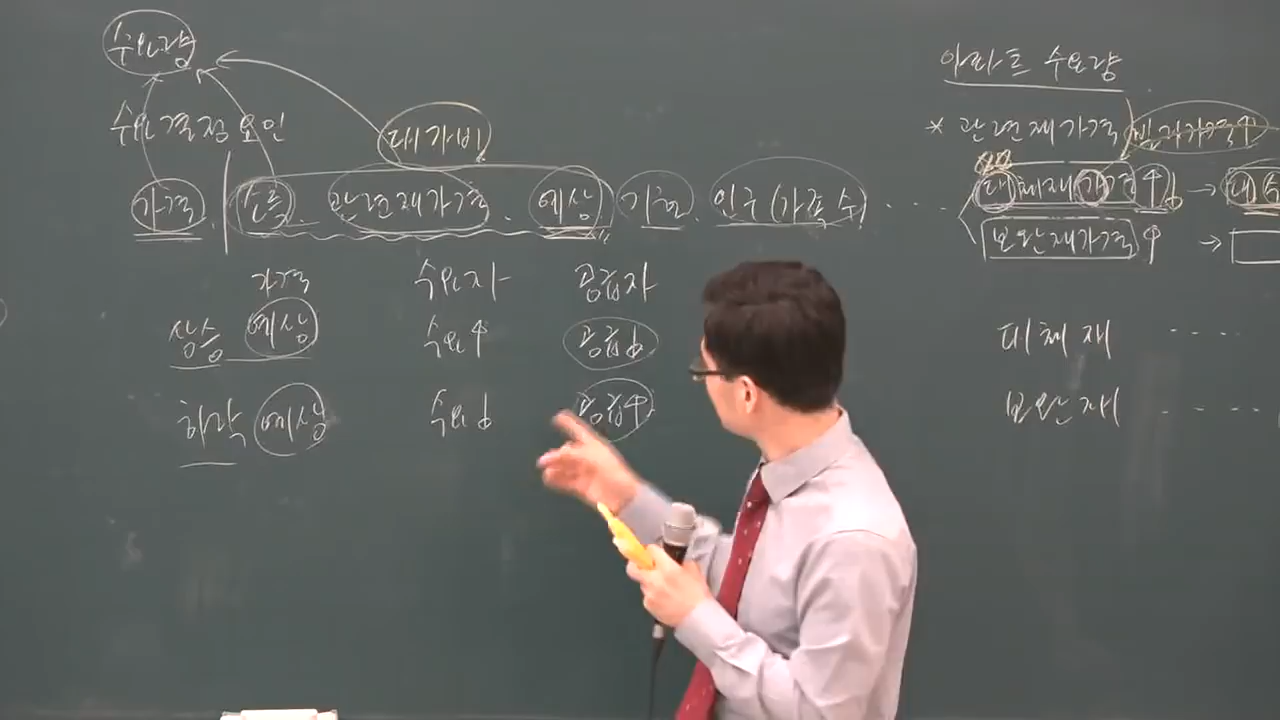 수요량
수요결정요인
대가비
가격, 소득, 관련재가격, 예상, 기호, 인구(가구 수) · · · ·
가격 수요자 공급자
상승 예상 수요↑ 공급↓
하락 예상 수요↓ 공급↑
아파트 수요량
* 관련재가격
대체재가격↑ →
보완재가격↑ →
대체재 - - - -
보완재 - - - - -